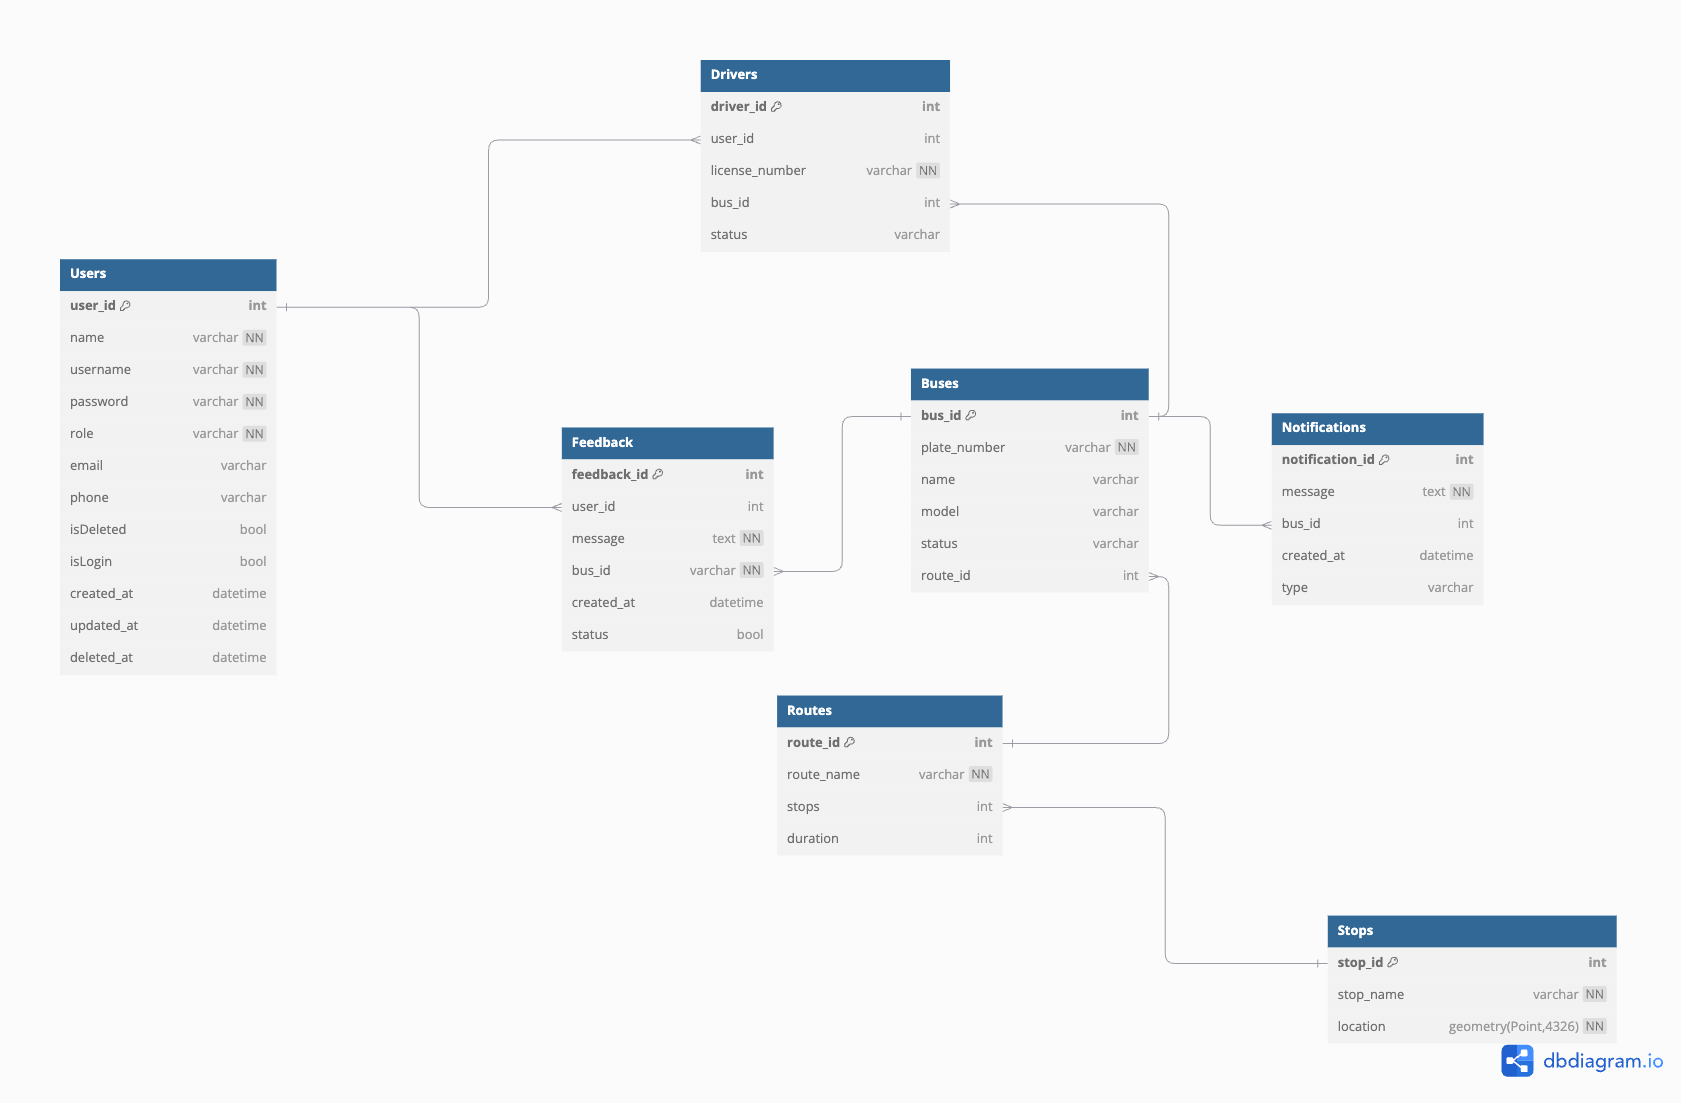 Drivers
driver_id int
user_id int
license_number varchar NN
bus_id int
status varchar
Users
user_id int
name varchar NN
username varchar NN
password varchar NN
role varchar NN
email varchar
phone varchar
isDeleted bool
isLogin bool
created_at datetime
updated_at datetime
deleted_at datetime
Feedback
feedback_id int
user_id int
message text NN
bus_id varchar NN
created_at datetime
status bool
Buses
bus_id int
plate_number varchar NN
name varchar
model varchar
status varchar
route_id int
Notifications
notification_id int
message text NN
bus_id int
created_at datetime
type varchar
Routes
route_id int
route_name varchar NN
stops int
duration int
Stops
stop_id int
stop_name varchar NN
location geometry(Point,4326) NN
dbdiagram.io